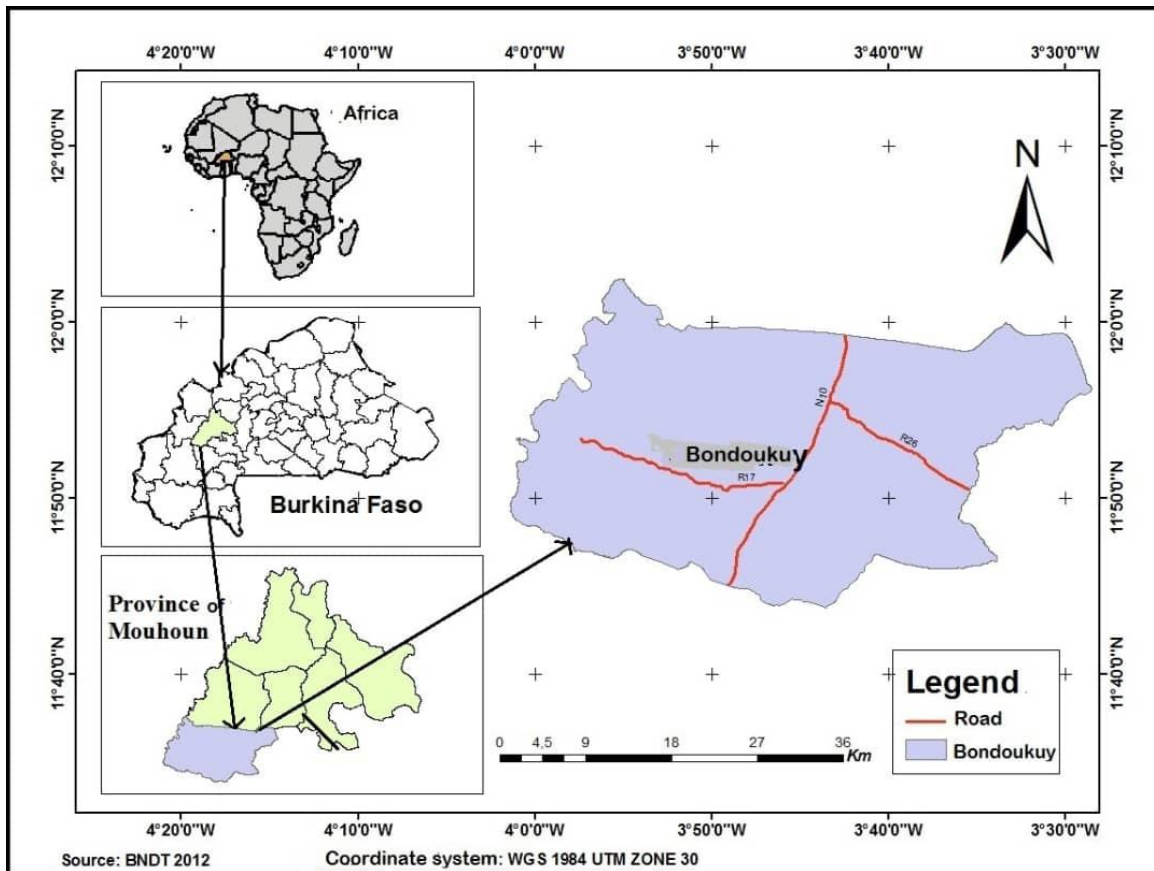 4°20'0"W 4°10'0"W 4°0'0"W 3°50'0"W 3°40'0"W 3°30'0"W
12°10'0"N 12°0'0"N 11°50'0"N 11°40'0"N
Africa
Burkina Faso
Province of
Mouhoun
N
N10
R26
Bondoukuy
R17
12°10'0"N 12°0'0"N 11°50'0"N 11°40'0"N
Legend
Road
Bondoukuy
0 4,5 9 18 27 36
Km
4°20'0"W 4°10'0"W 4°0'0"W 3°50'0"W 3°40'0"W 3°30'0"W
Source: BNDT 2012 Coordinate system: WGS 1984 UTM ZONE 30